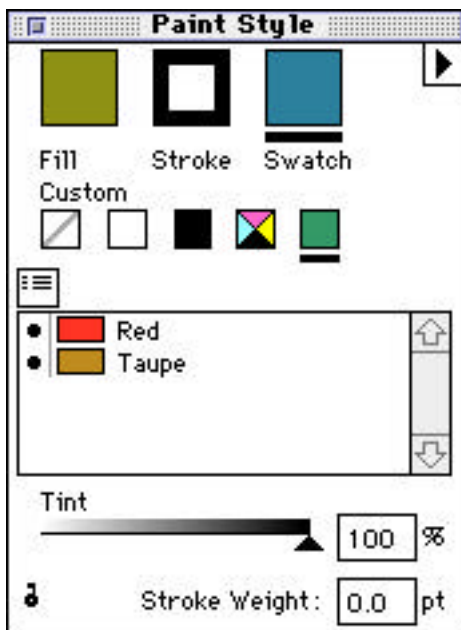 Paint Style
Fill Stroke Swatch
Custom
Red
Taupe
Tint
100 %
Stroke Weight: 0.0 pt